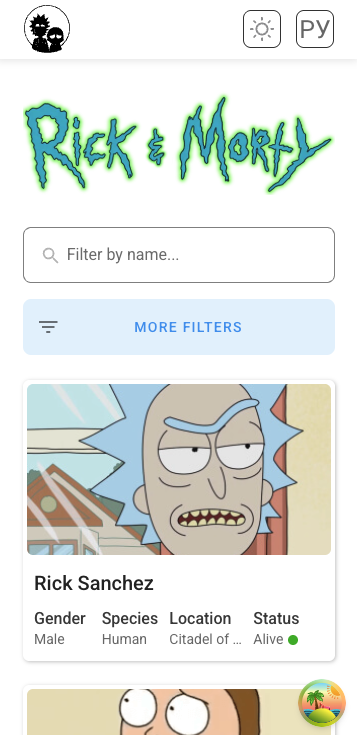 РУ
Rick & Morty
Filter by name...
MORE FILTERS
Rick Sanchez
Gender Species Location Status
Male Human Citadel of ... Alive